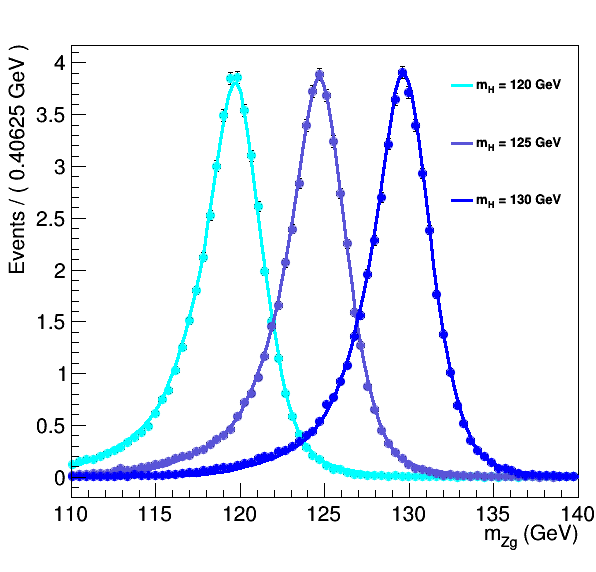 Events / ( 0.40625 GeV )
4
3.5
3
2.5
2
1.5
1
0.5
0
m_H = 120 GeV
m_H = 125 GeV
m_H = 130 GeV
110 115 120 125 130 135 140
m_Zg (GeV)